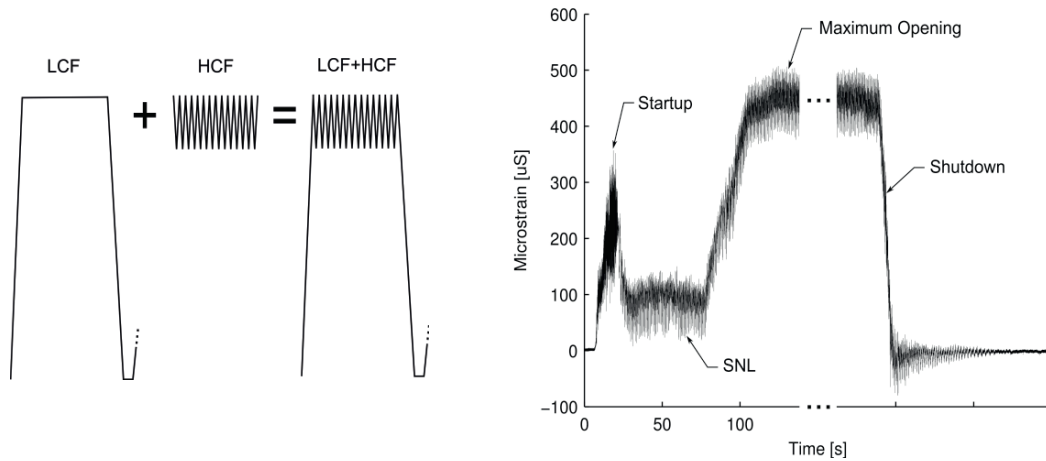 LCF
HCF
LCF+HCF
+
=
600
500
400
300
200
100
0
−100
Microstrain [uS]
Maximum Opening
Startup
Shutdown
SNL
0
50
100
Time [s]